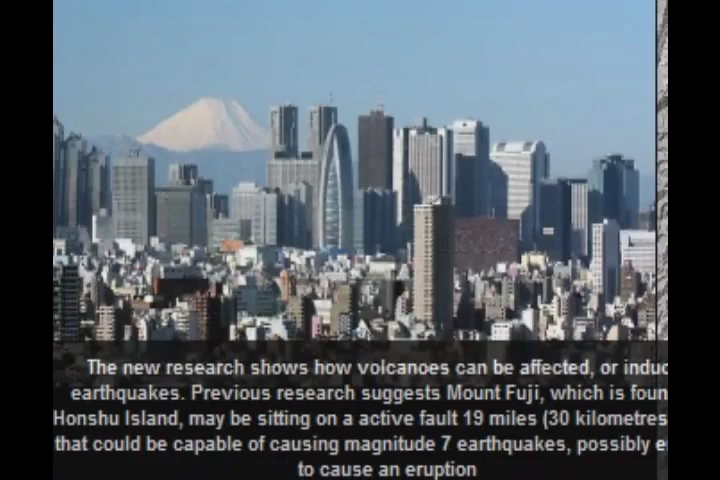 The new research shows how volcanoes can be affected, or induc
earthquakes. Previous research suggests Mount Fuji, which is foun
Honshu Island, may be sitting on a active fault 19 miles (30 kilometres
that could be capable of causing magnitude 7 earthquakes, possibly e
to cause an eruption